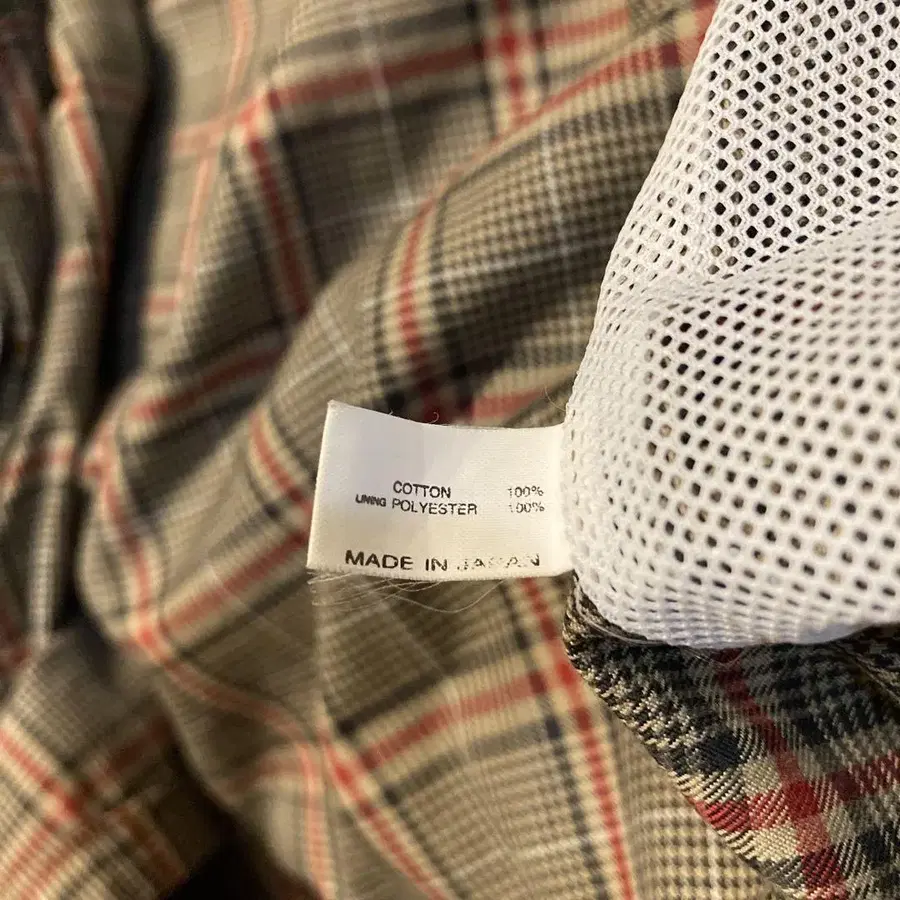 COTTON 100%
LINING POLYESTER 100%
MADE IN JAPAN